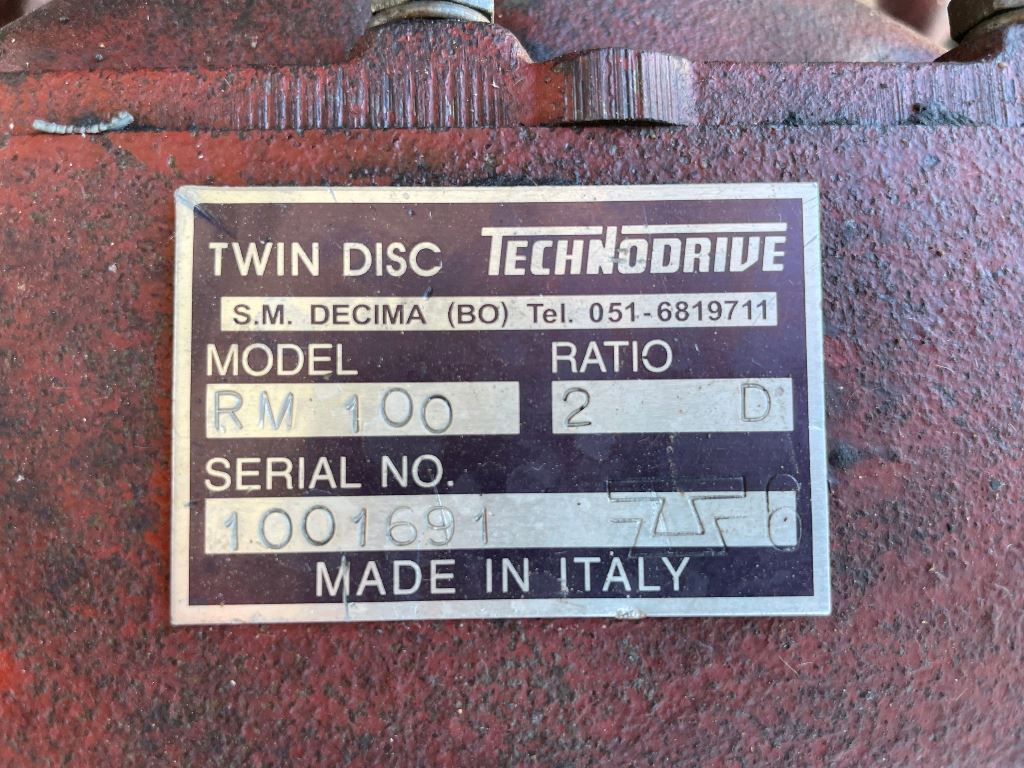 TWIN DISC TECHNODRIVE
S.M. DECIMA (BO) Tel. 051-6819711
MODEL RATIO
RM 100 2 D
SERIAL NO.
1001691
MADE IN ITALY